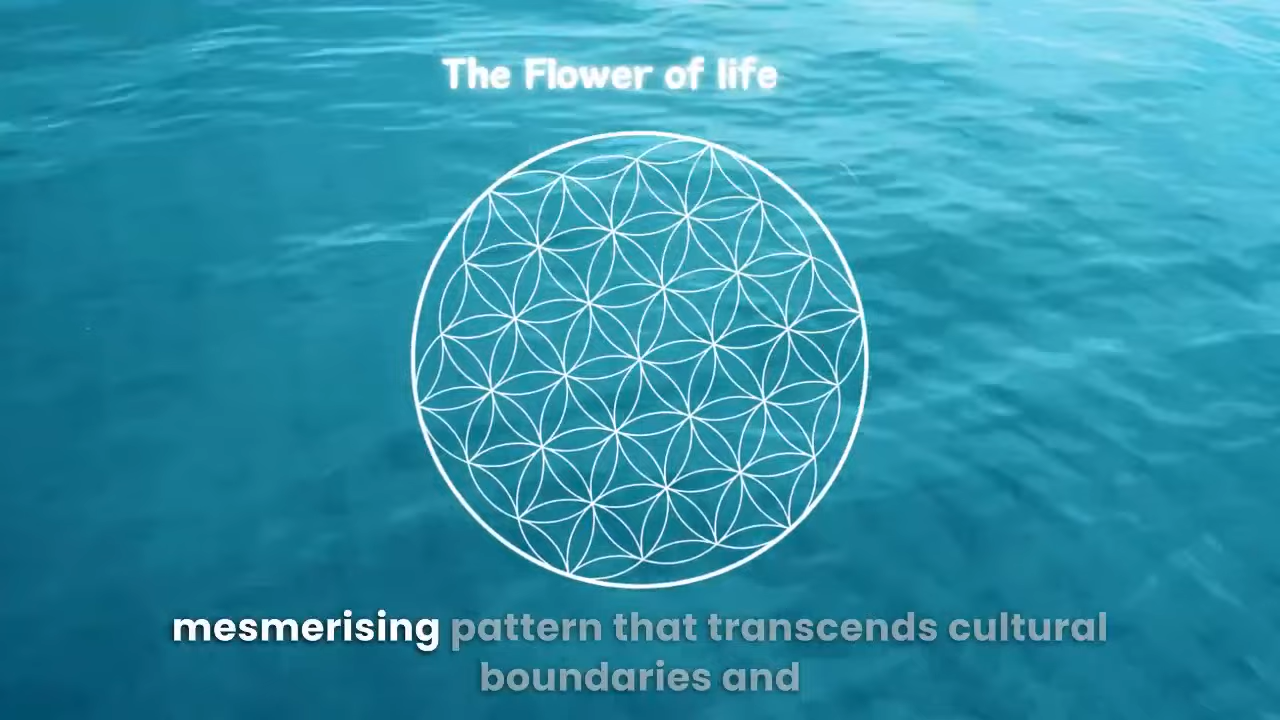 The Flower of life
mesmerising pattern that transcends cultural
boundaries and